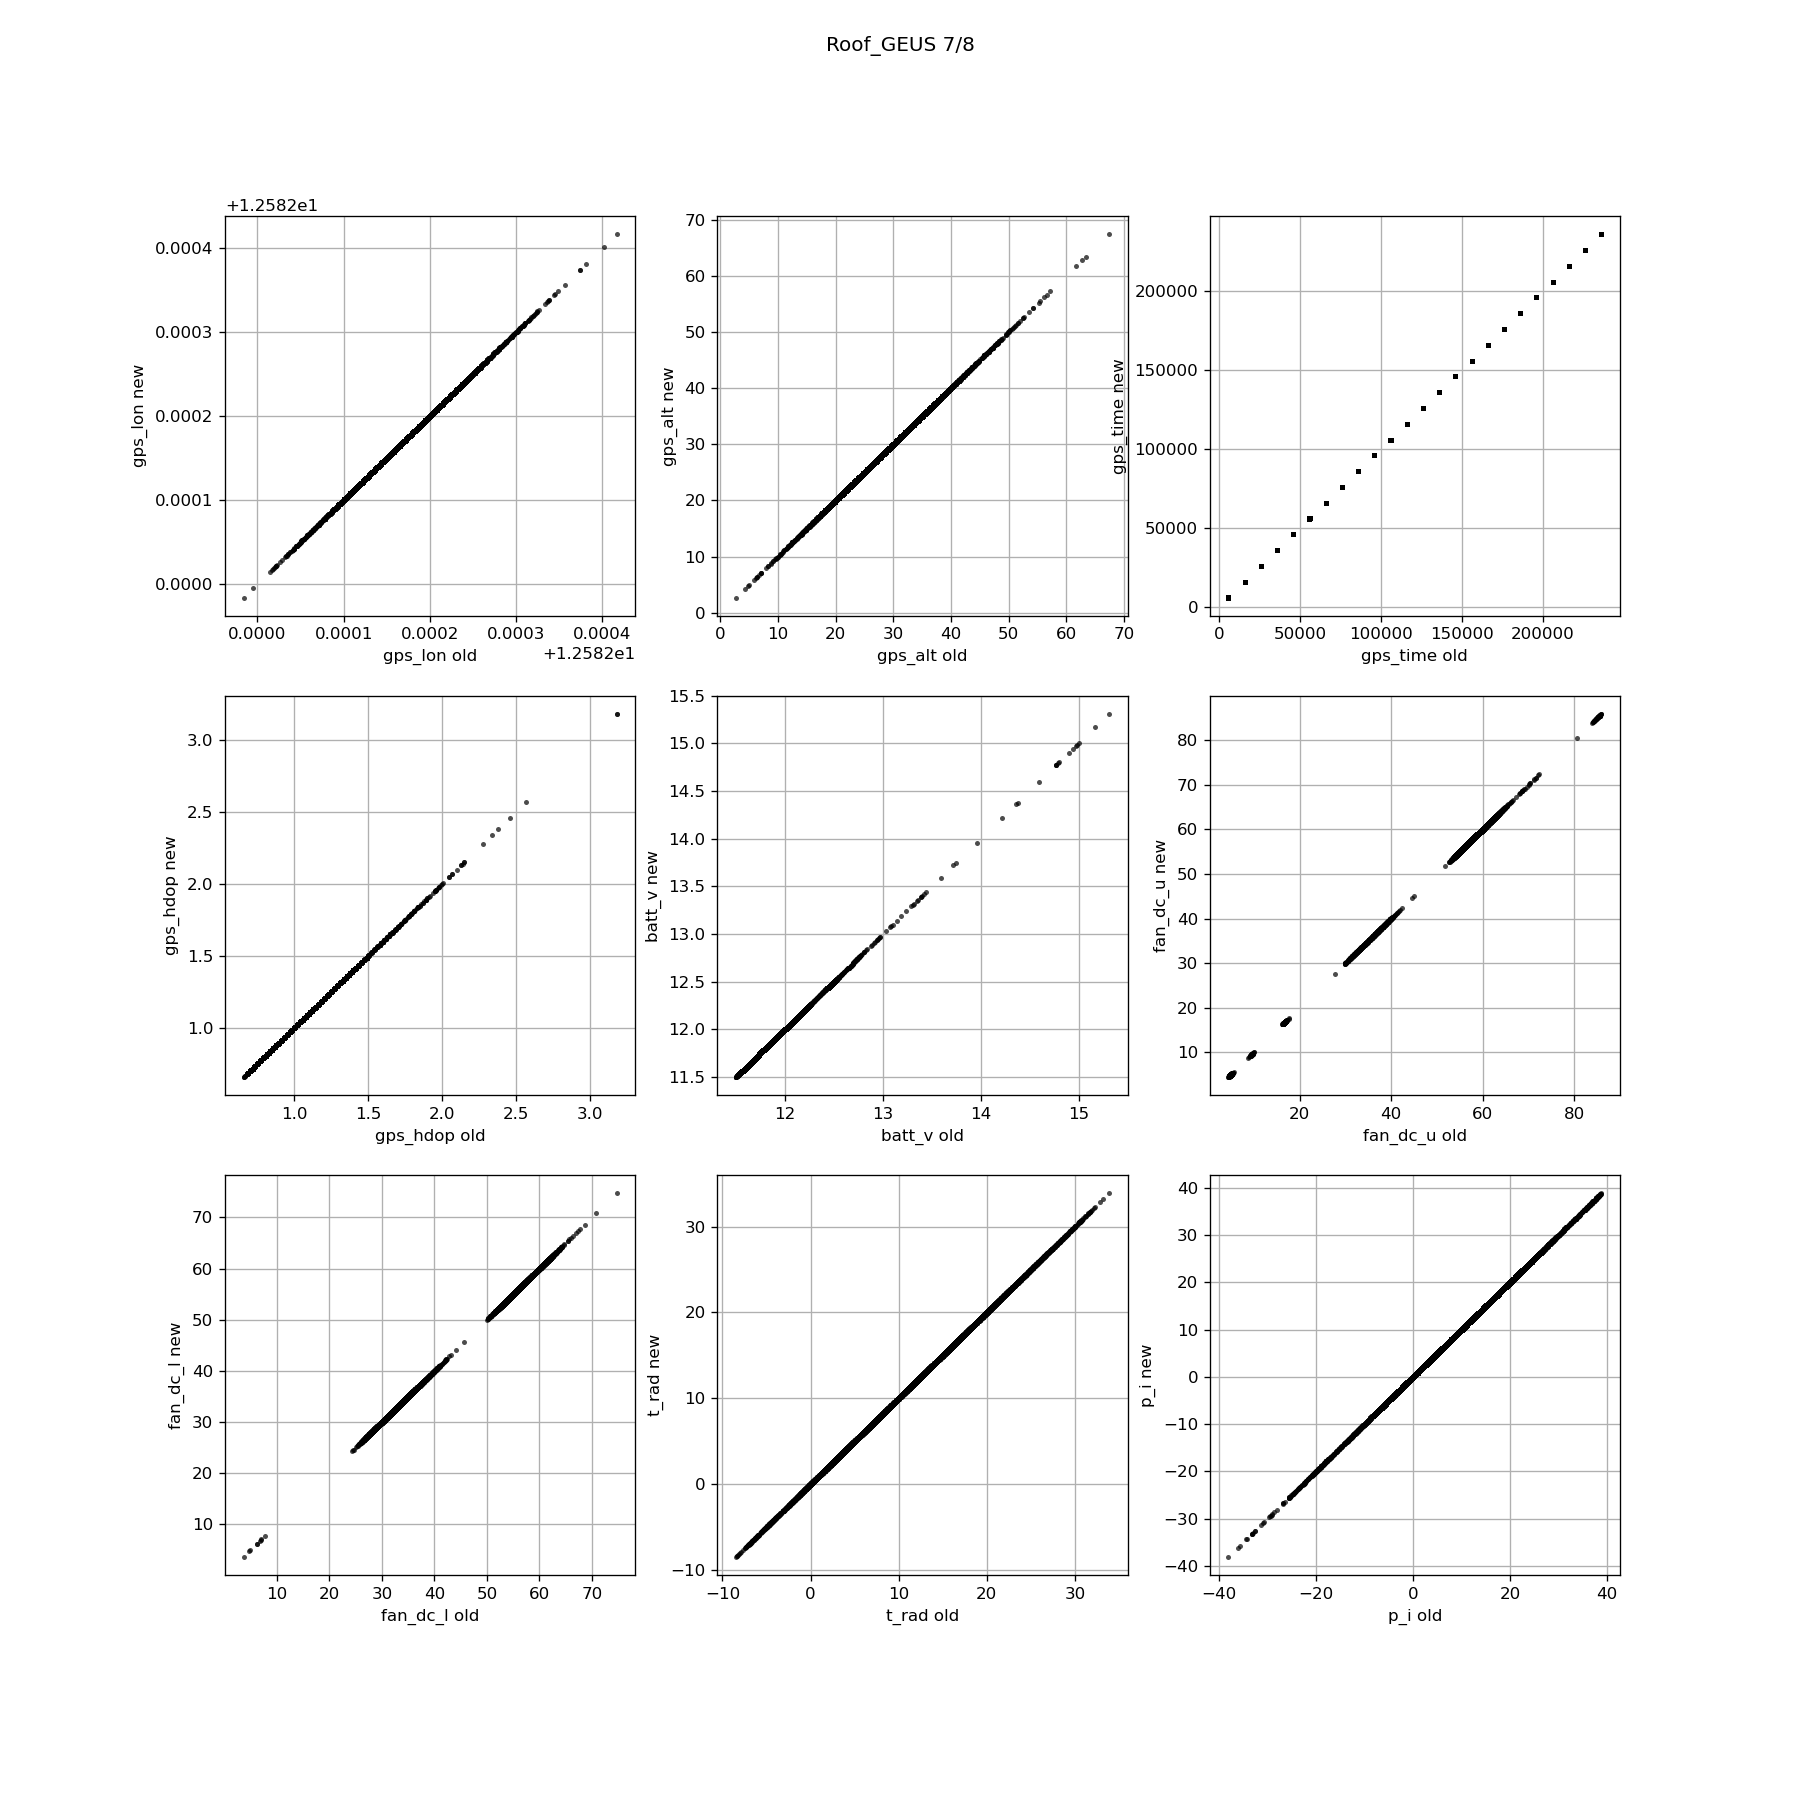 Roof_GEUS 7/8
+1.2582e1
0.0004
0.0003
0.0002
0.0001
0.0000
gps_lon new
0.0000 0.0001 0.0002 0.0003 0.0004
gps_lon old
+1.2582e1
70
60
50
40
30
20
10
0
gps_alt new
0 10 20 30 40 50 60 70
gps_alt old
200000
150000
100000
50000
0
gps_time new
0 50000 100000 150000 200000
gps_time old
3.0
2.5
2.0
1.5
1.0
gps_hdop new
1.0 1.5 2.0 2.5 3.0
gps_hdop old
15.5
15.0
14.5
14.0
13.5
13.0
12.5
12.0
11.5
batt_v new
12 13 14 15
batt_v old
80
70
60
50
40
30
20
10
fan_dc_u new
20 40 60 80
fan_dc_u old
70
60
50
40
30
20
10
fan_dc_l new
10 20 30 40 50 60 70
fan_dc_l old
30
20
10
0
−10
t_rad new
−10 0 10 20 30
t_rad old
40
30
20
10
0
−10
−20
−30
−40
p_i new
−40 −20 0 20 40
p_i old